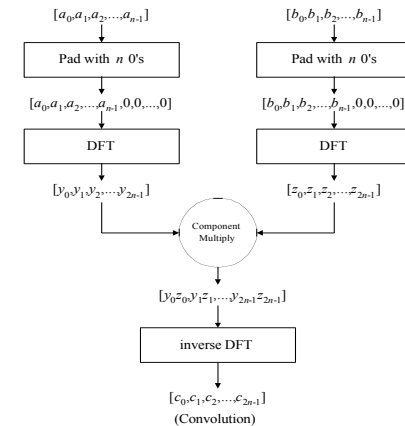 [a₀,a₁,a₂,...,aₙ₋₁]
[b₀,b₁,b₂,...,bₙ₋₁]
Pad with n 0's
Pad with n 0's
[a₀,a₁,a₂,...,aₙ₋₁,0,0,...,0]
[b₀,b₁,b₂,...,bₙ₋₁,0,0,...,0]
DFT
DFT
[y₀,y₁,y₂,...,y₂ₙ₋₁]
[z₀,z₁,z₂,...,z₂ₙ₋₁]
Component
Multiply
[y₀z₀,y₁z₁,...,y₂ₙ₋₁z₂ₙ₋₁]
inverse DFT
[c₀,c₁,c₂,...,c₂ₙ₋₁]
(Convolution)